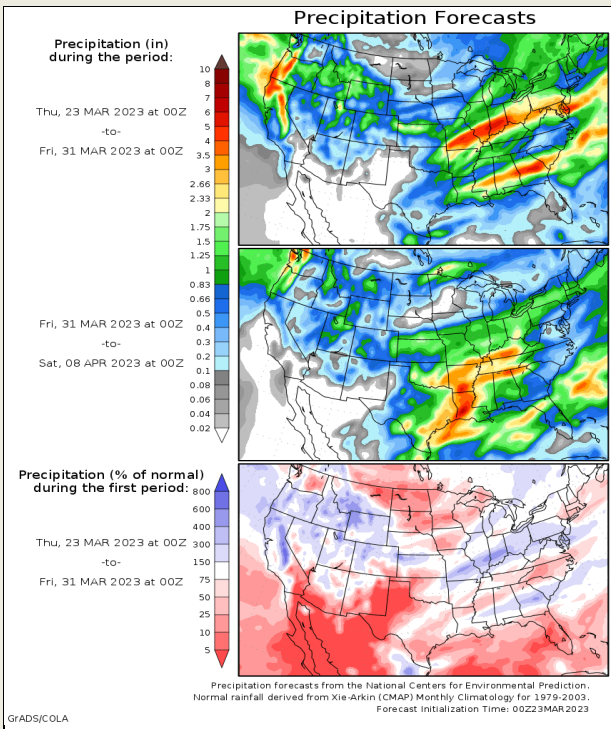 Precipitation Forecasts
Precipitation (in)
during the period:
Thu, 23 MAR 2023 at 00Z
-to-
Fri, 31 MAR 2023 at 00Z
10
8
7
6
5
4
3.5
3
2.66
2.33
2
1.75
1.5
1.25
1
0.83
0.66
0.5
0.4
0.3
0.2
0.1
0.08
0.06
0.04
0.02
Fri, 31 MAR 2023 at 00Z
-to-
Sat, 08 APR 2023 at 00Z
Precipitation (% of normal)
during the first period:
Thu, 23 MAR 2023 at 00Z
-to-
Fri, 31 MAR 2023 at 00Z
800
600
400
300
150
75
50
25
10
5
Precipitation forecasts from the National Centers for Environmental Prediction.
Normal rainfall derived from Xie-Arkin (CMAP) Monthly Climatology for 1979-2003.
Forecast Initialization Time: 00Z23MAR2023
GrADS/COLA